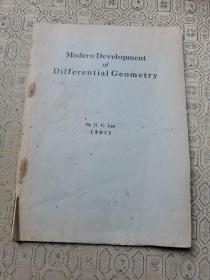 Modern Development
of
Differential Geometry
By H. C. Lee